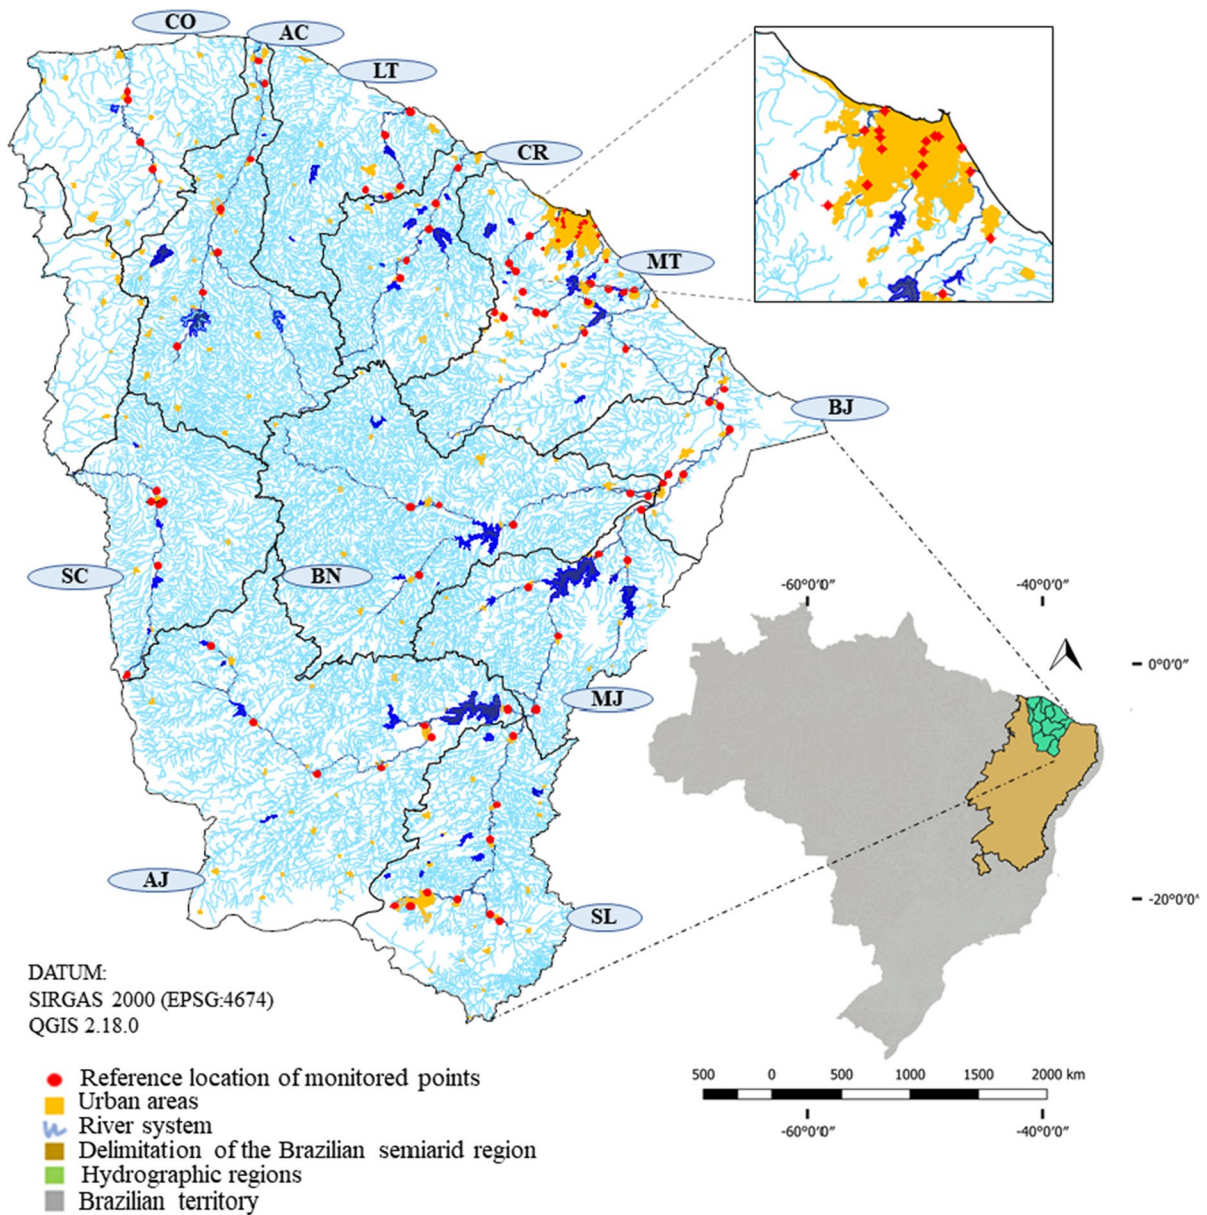 CO
AC
LT
CR
MT
BJ
SC
BN
-60°0'0"
-40°0'0"
0°0'0"
MJ
AJ
SL
-20°0'0"
DATUM:
SIRGAS 2000 (EPSG:4674)
QGIS 2.18.0
Reference location of monitored points
Urban areas
River system
Delimitation of the Brazilian semiarid region
Hydrographic regions
Brazilian territory
500 0 500 1000 1500 2000 km
-60°0'0"
-40°0'0"